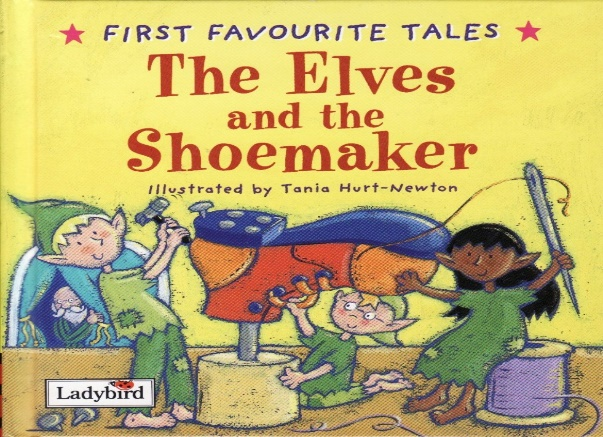 FIRST FAVOURITE TALES
The Elves
and the
Shoemaker
Illustrated by Tania Hurt-Newton
Ladybird